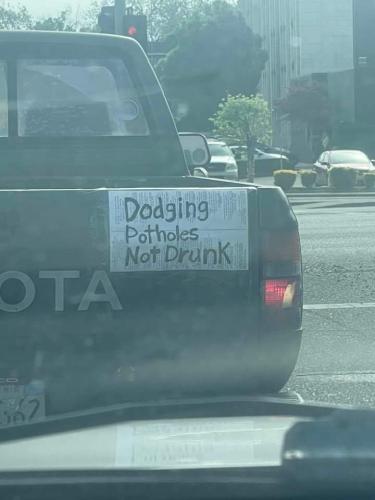 Dodging
Potholes
Not Drunk
OTA